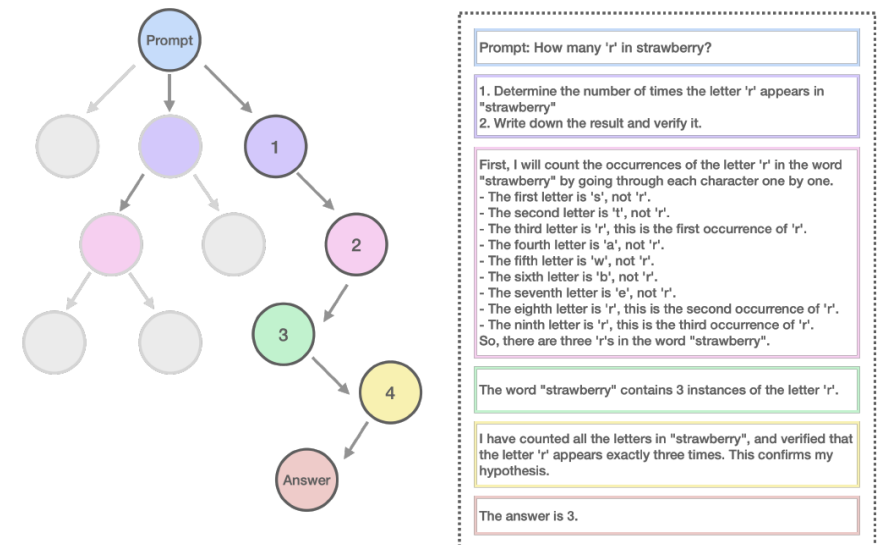 Prompt
1
2
3
4
Answer
Prompt: How many 'r' in strawberry?
1. Determine the number of times the letter 'r' appears in
"strawberry"
2. Write down the result and verify it.
First, I will count the occurrences of the letter 'r' in the word
"strawberry" by going through each character one by one.
- The first letter is 's', not 'r'.
- The second letter is 't', not 'r'.
- The third letter is 'r', this is the first occurrence of 'r'.
- The fourth letter is 'a', not 'r'.
- The fifth letter is 'w', not 'r'.
- The sixth letter is 'b', not 'r'.
- The seventh letter is 'e', not 'r'.
- The eighth letter is 'r', this is the second occurrence of 'r'.
- The ninth letter is 'r', this is the third occurrence of 'r'.
So, there are three 'r's in the word "strawberry".
The word "strawberry" contains 3 instances of the letter 'r'.
I have counted all the letters in "strawberry", and verified that
the letter 'r' appears exactly three times. This confirms my
hypothesis.
The answer is 3.